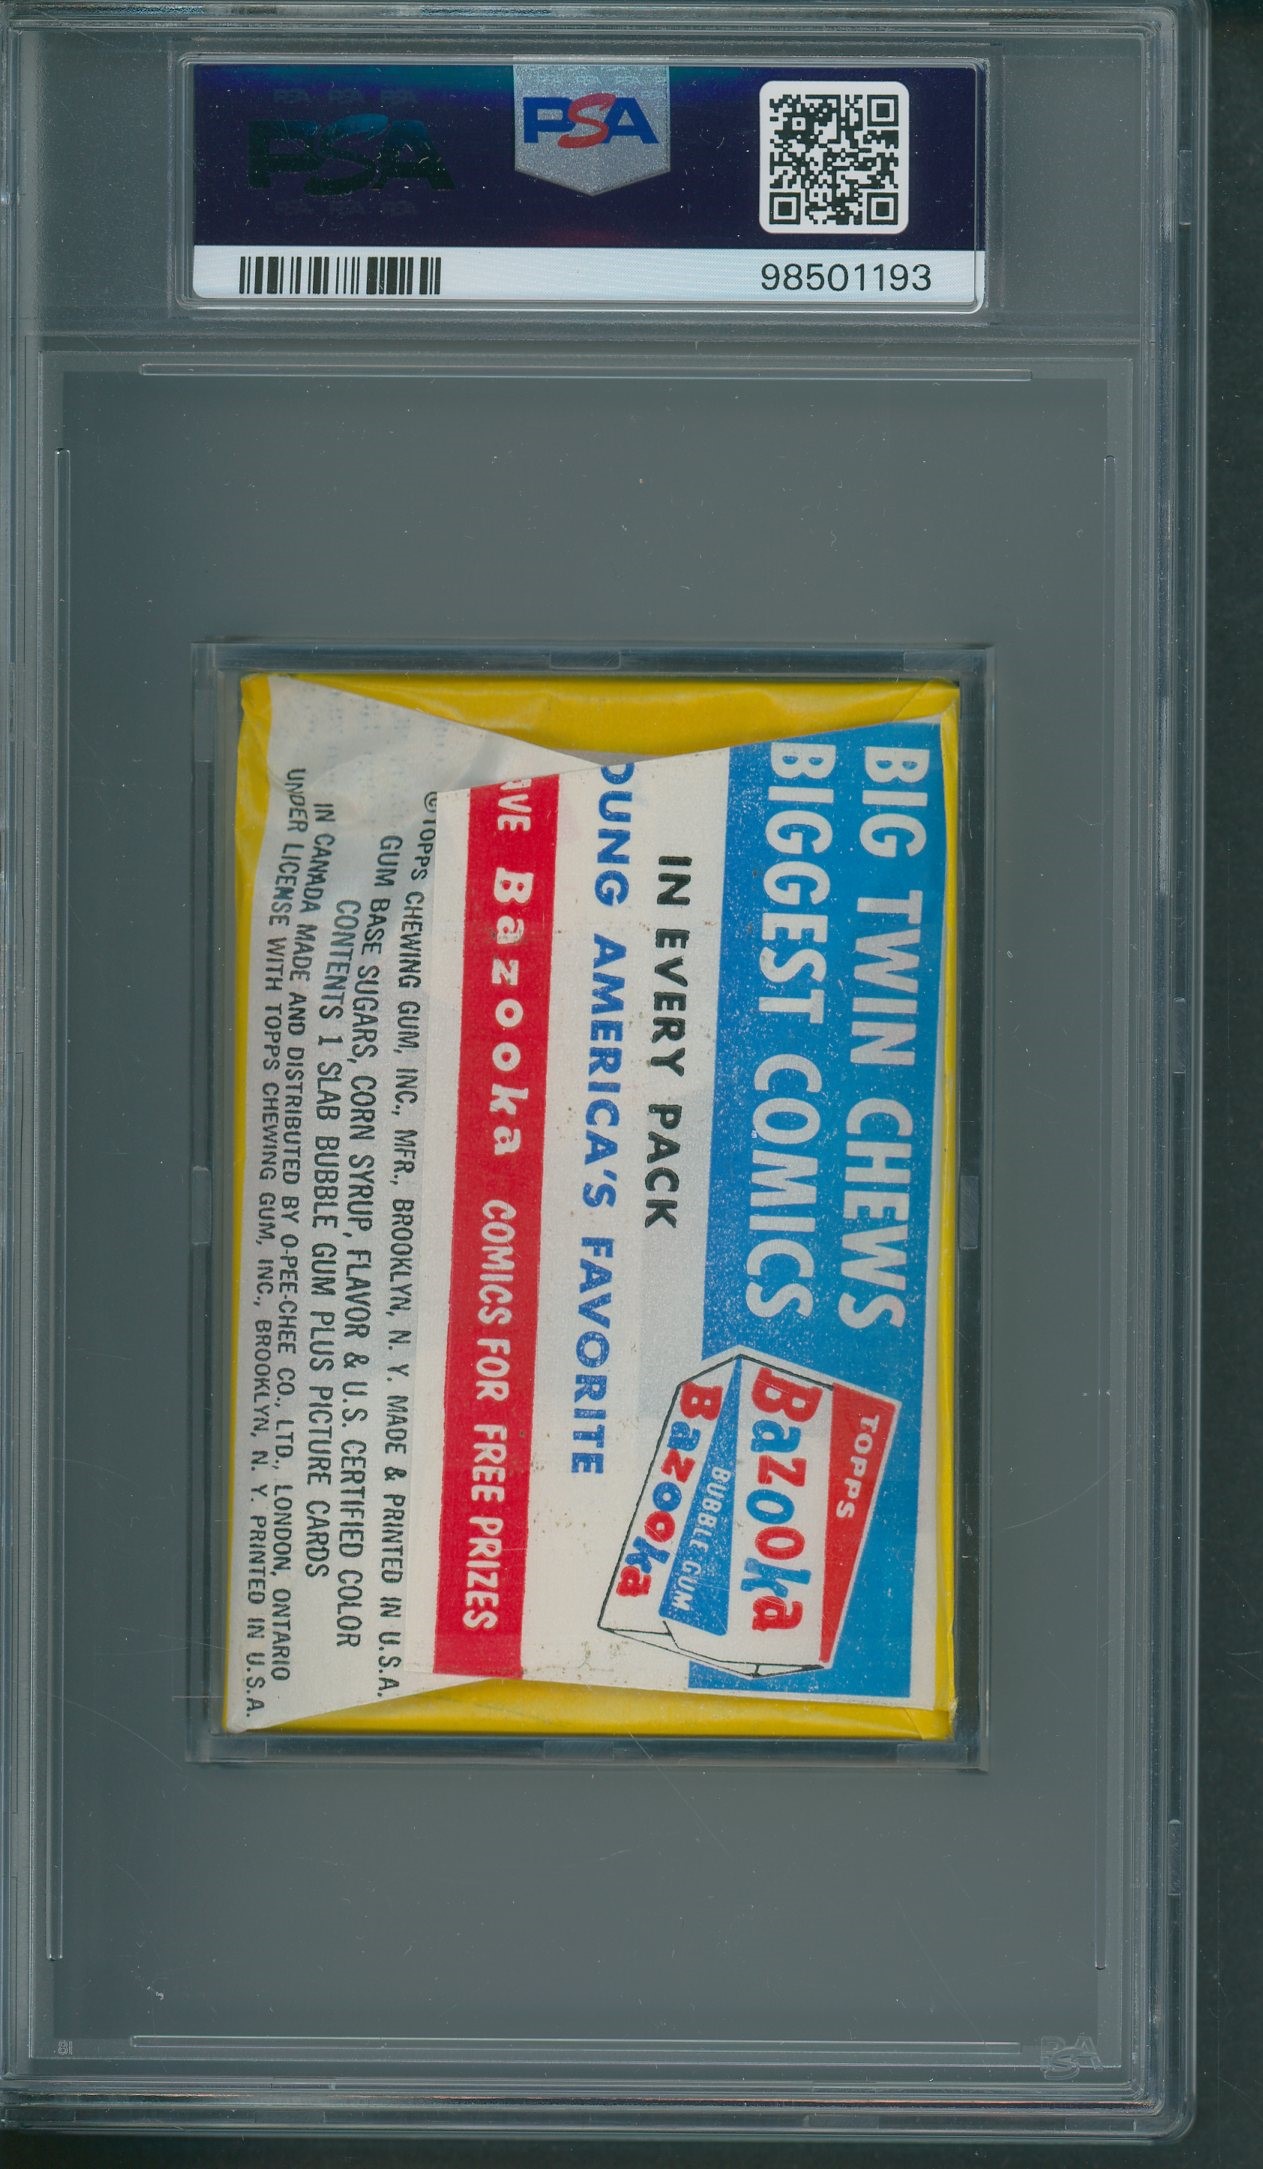 PSA
PSA
98501193
BIG TWIN CHEWS
BIGGEST COMICS
TOPPS
Bazooka
BUBBLE GUM
Bazooka
IN EVERY PACK
OUNG AMERICA'S FAVORITE
AVE Bazooka COMICS FOR FREE PRIZES
© TOPPS CHEWING GUM, INC., MFR., BROOKLYN, N. Y. MADE & PRINTED IN U.S.A.
GUM BASE SUGARS, CORN SYRUP, FLAVOR & U.S. CERTIFIED COLOR
CONTENTS 1 SLAB BUBBLE GUM PLUS PICTURE CARDS
IN CANADA MADE AND DISTRIBUTED BY O-PEE-CHEE CO., LTD., LONDON, ONTARIO
UNDER LICENSE WITH TOPPS CHEWING GUM, INC., BROOKLYN, N. Y. PRINTED IN U.S.A.
PSA